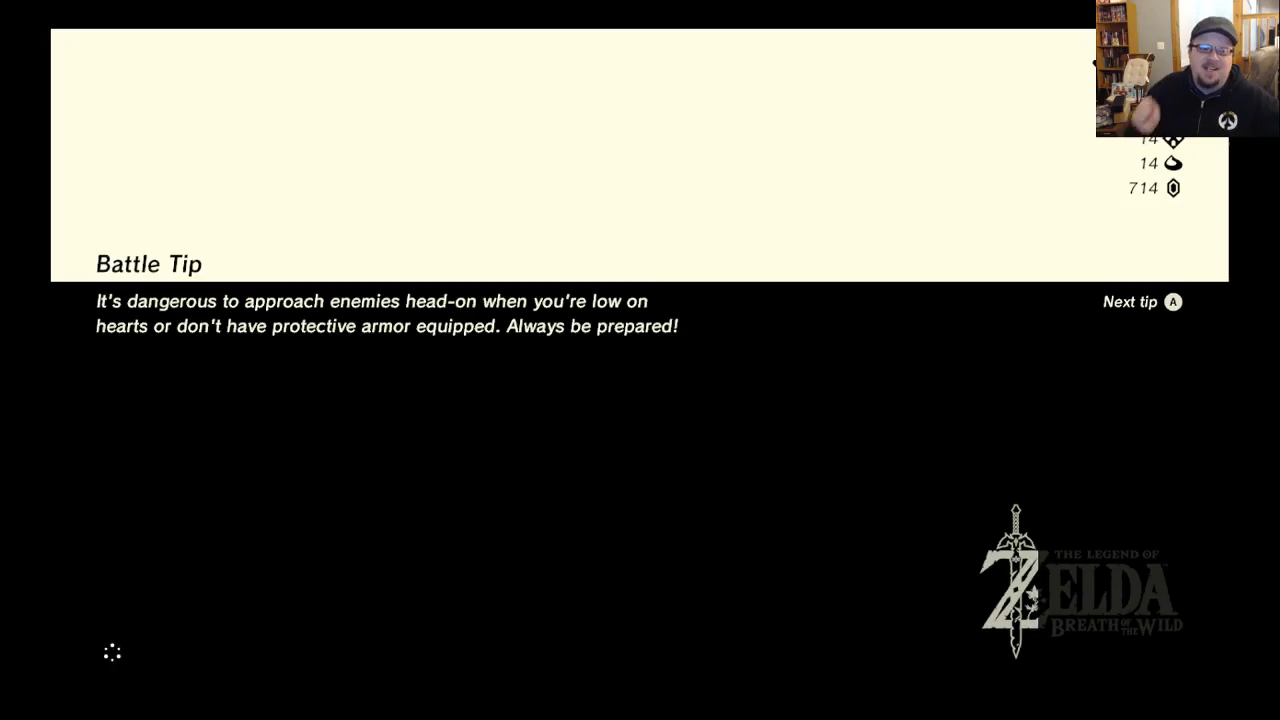 14
14
714
Battle Tip
It's dangerous to approach enemies head-on when you're low on
hearts or don't have protective armor equipped. Always be prepared!
Next tip A
THE LEGEND OF
ZELDA
BREATH OF THE WILD